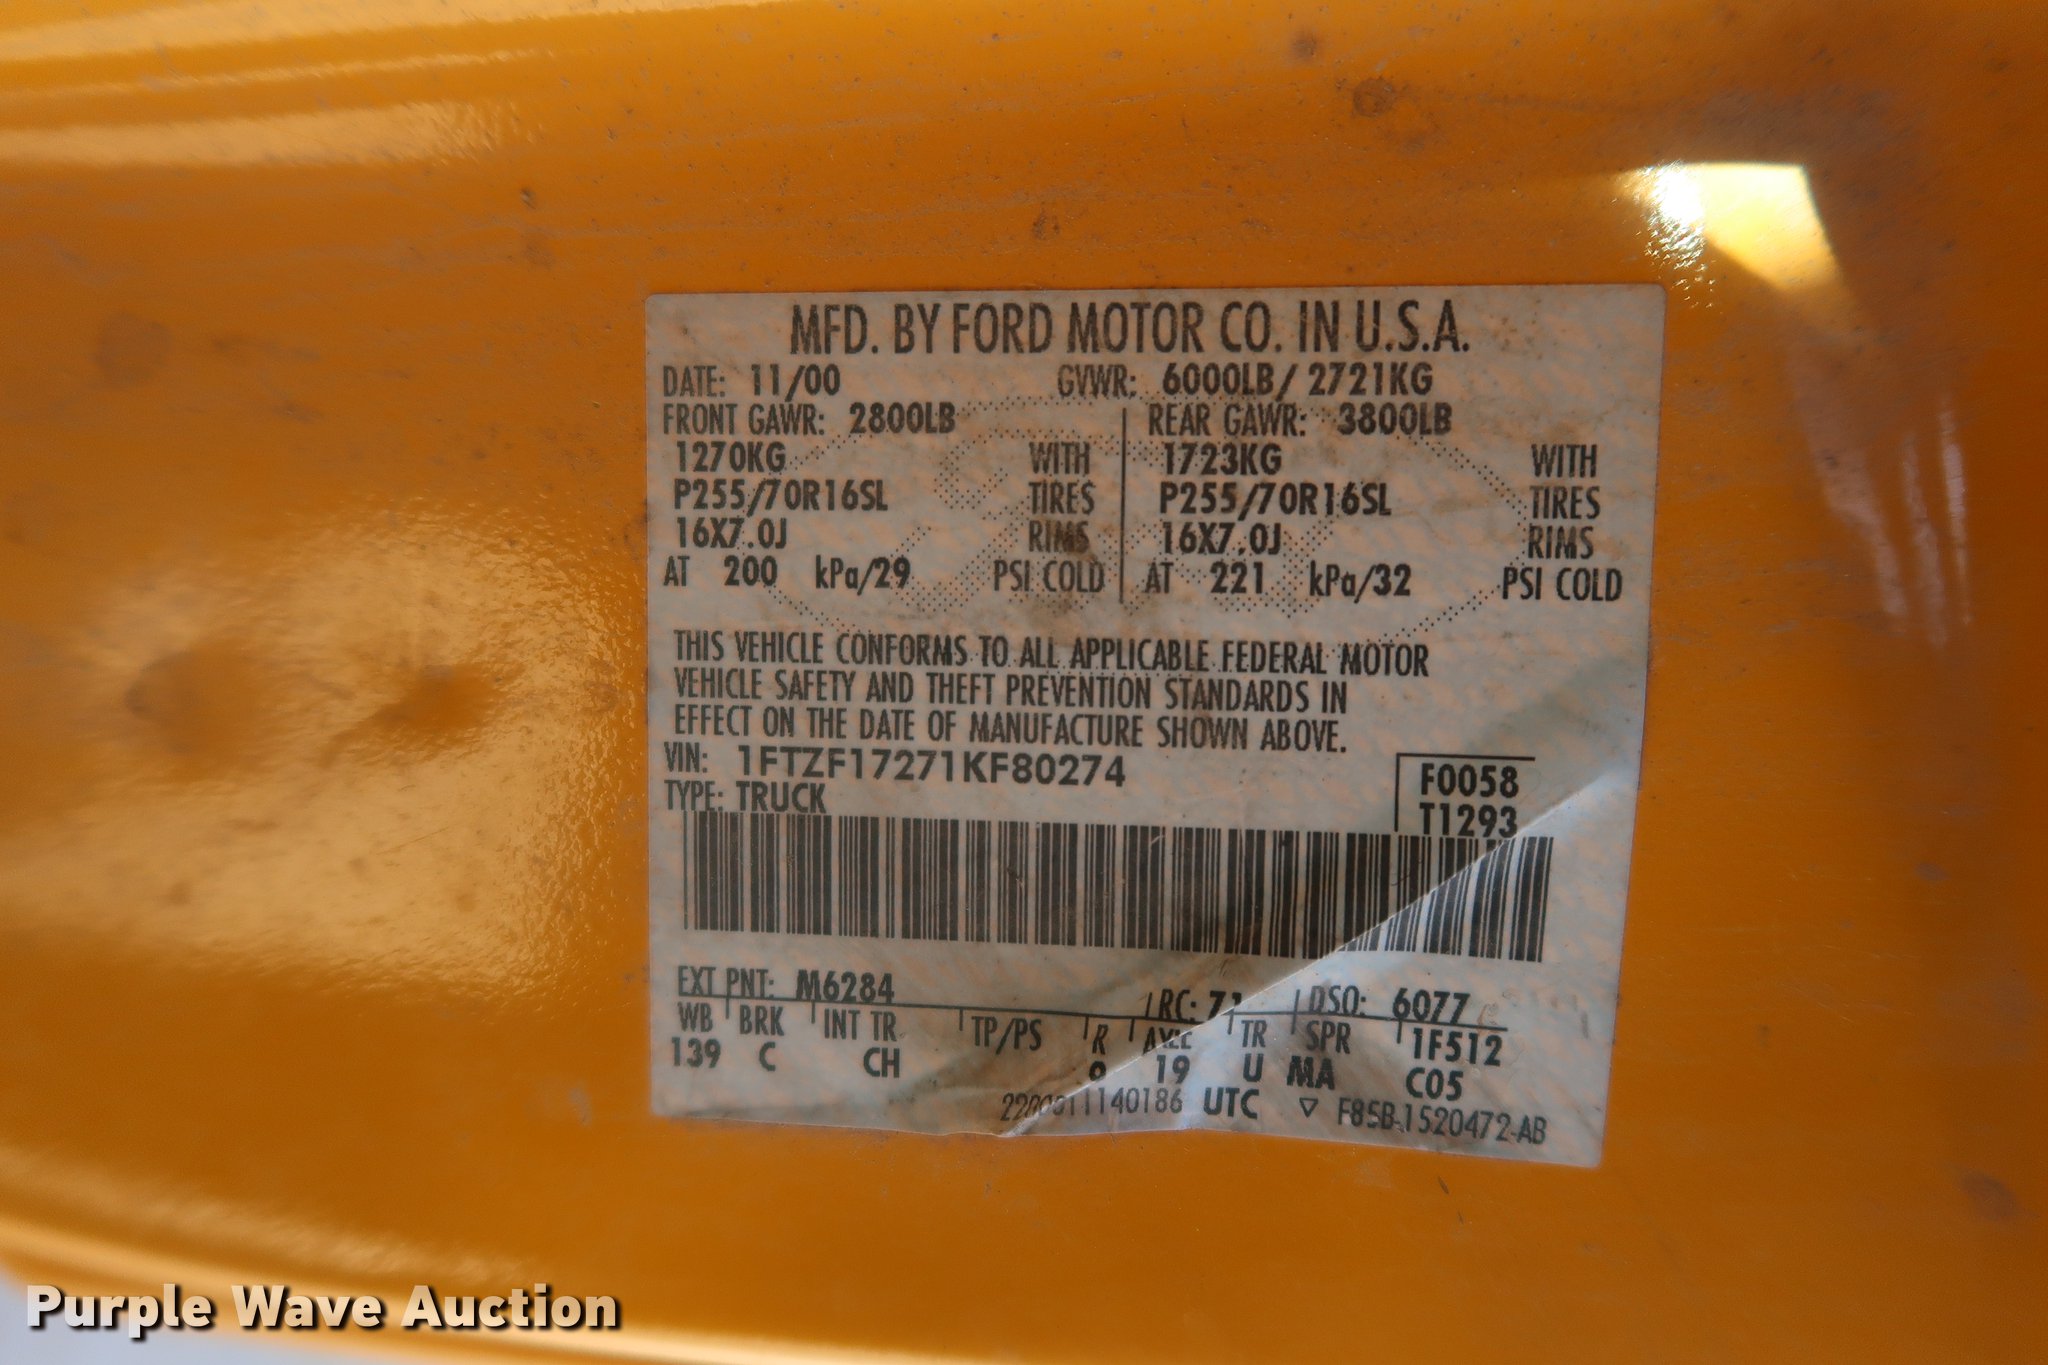 MFD. BY FORD MOTOR CO. IN U.S.A.
DATE: 11/00 GVWR: 6000LB/ 2721KG
FRONT GAWR: 2800LB REAR GAWR: 3800LB
1270KG WITH 1723KG WITH
P255/70R16SL TIRES P255/70R16SL TIRES
16X7.0J RIMS 16X7.0J RIMS
AT 200 kPa/29 PSI COLD AT 221 kPa/32 PSI COLD
THIS VEHICLE CONFORMS TO ALL APPLICABLE FEDERAL MOTOR
VEHICLE SAFETY AND THEFT PREVENTION STANDARDS IN
EFFECT ON THE DATE OF MANUFACTURE SHOWN ABOVE.
VIN: 1FTZF17271KF80274
F0058
TYPE: TRUCK
T1293
EXT PNT: M6284 RC: 71 DSO: 6077
WB BRK INT TR TP/PS R AXLE TR SPR 1F512
139 C CH 19 U MA C05
UTC ▽ F85B-1520472-AB
Purple Wave Auction